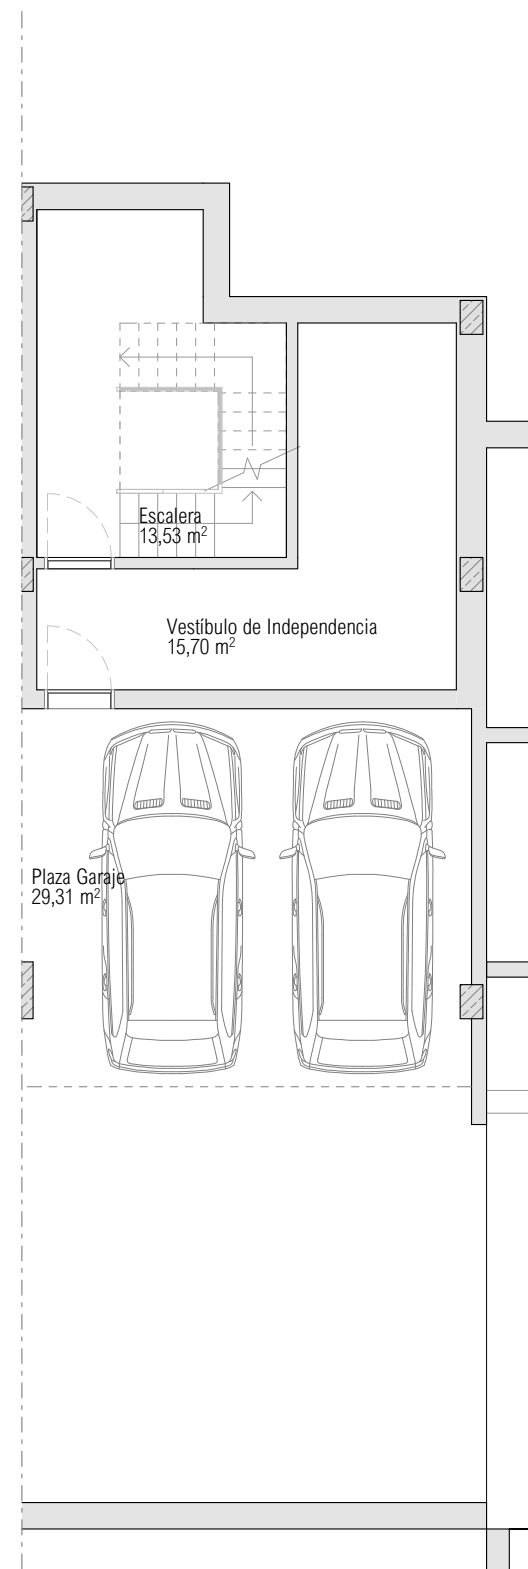 Escalera
13,53 m²
Vestíbulo de Independencia
15,70 m²
Plaza Garaje
29,31 m²